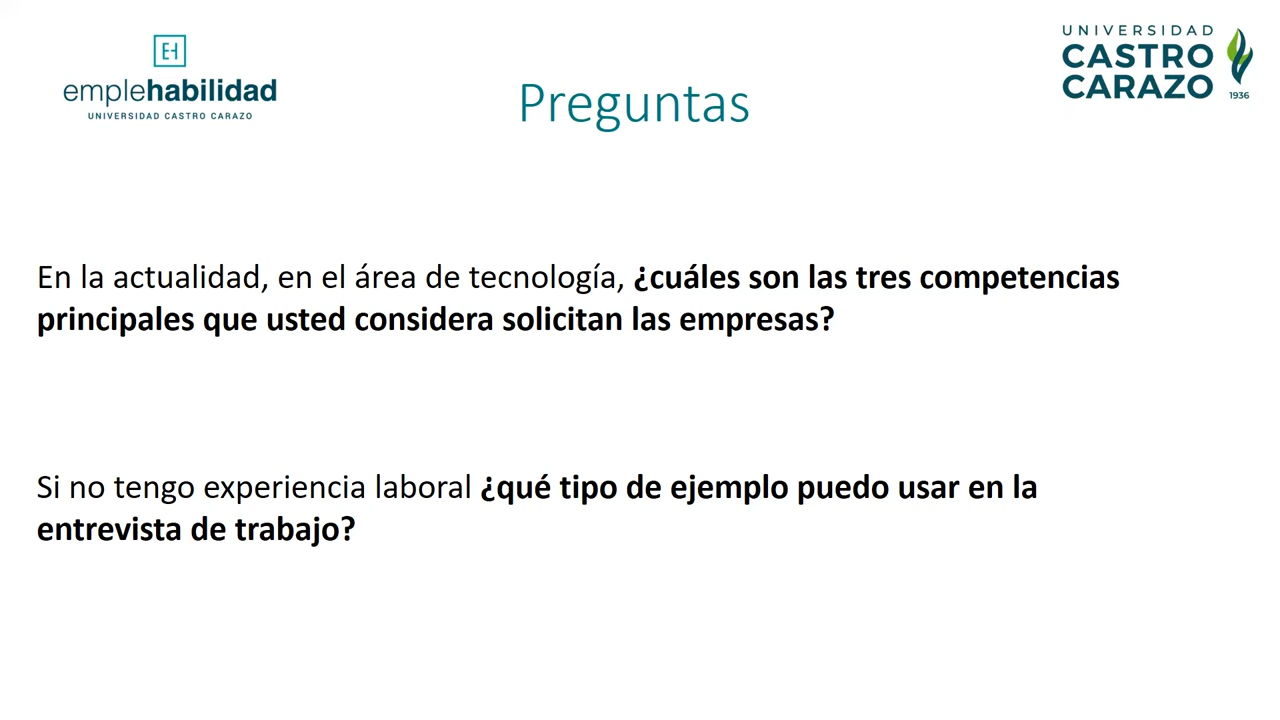 EH
emplehabilidad
UNIVERSIDAD CASTRO CARAZO
Preguntas
UNIVERSIDAD
CASTRO
CARAZO
1936
En la actualidad, en el área de tecnología, ¿cuáles son las tres competencias
principales que usted considera solicitan las empresas?
Si no tengo experiencia laboral ¿qué tipo de ejemplo puedo usar en la
entrevista de trabajo?